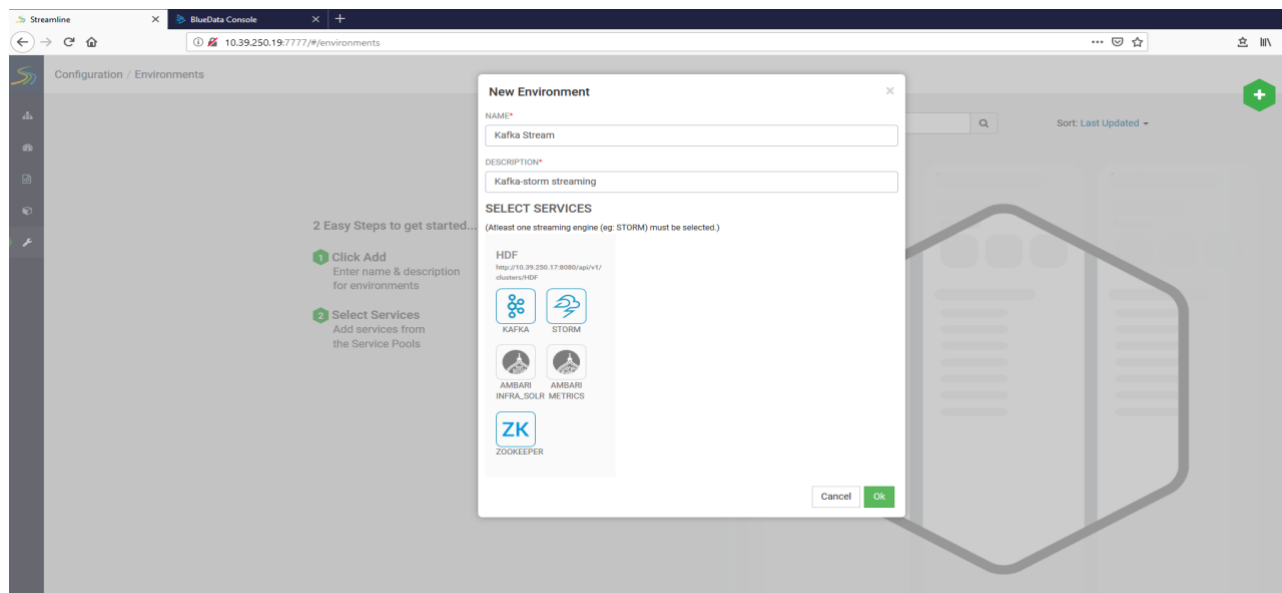 Streamline
BlueData Console
10.39.250.19:7777/#/environments
Configuration / Environments
New Environment
NAME*
Kafka Stream
DESCRIPTION*
Kafka-storm streaming
SELECT SERVICES
(Atleast one streaming engine (eg: STORM) must be selected.)
HDF
http://10.39.250.17:8080/api/v1/
clusters/HDF
KAFKA STORM
AMBARI AMBARI
INFRA_SOLR METRICS
ZK
ZOOKEEPER
Cancel Ok
2 Easy Steps to get started...
1 Click Add
Enter name & description
for environments
2 Select Services
Add services from
the Service Pools
Sort: Last Updated